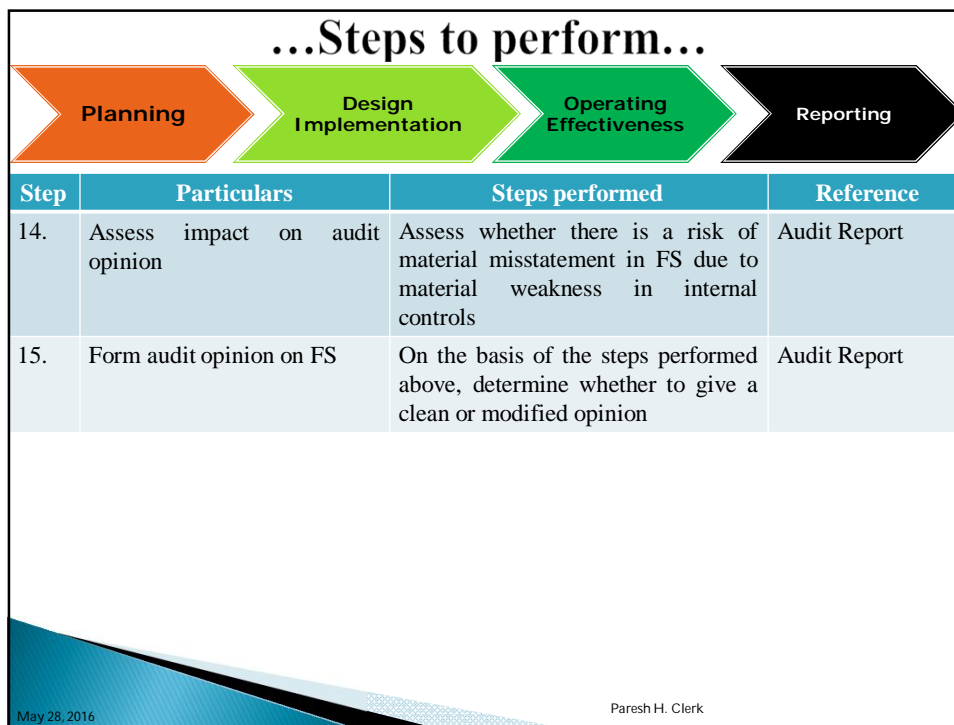 ...Steps to perform...
Planning
Design
Implementation
Operating
Effectiveness
Reporting
Step Particulars Steps performed Reference
14. Assess impact on audit Assess whether there is a risk of Audit Report
opinion material misstatement in FS due to
material weakness in internal
controls
15. Form audit opinion on FS On the basis of the steps performed Audit Report
above, determine whether to give a
clean or modified opinion
May 28, 2016
Paresh H. Clerk